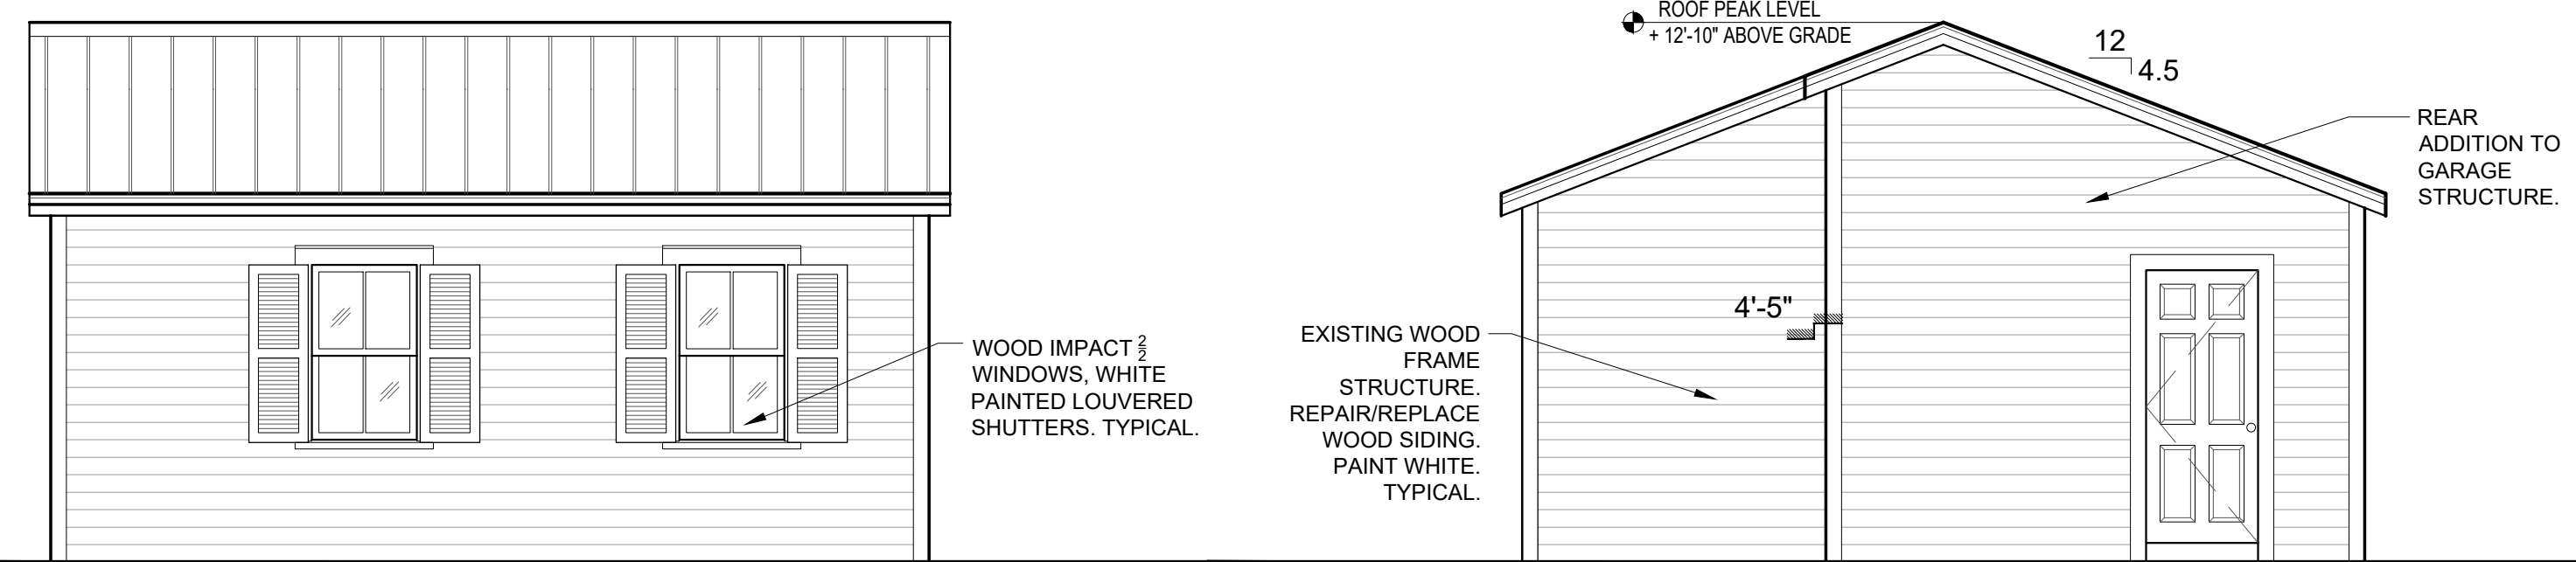 ROOF PEAK LEVEL
+ 12'-10" ABOVE GRADE
12
4.5
REAR
ADDITION TO
GARAGE
STRUCTURE.
4'-5"
WOOD IMPACT 2/2
WINDOWS, WHITE
PAINTED LOUVERED
SHUTTERS. TYPICAL.
EXISTING WOOD
FRAME
STRUCTURE.
REPAIR/REPLACE
WOOD SIDING.
PAINT WHITE.
TYPICAL.